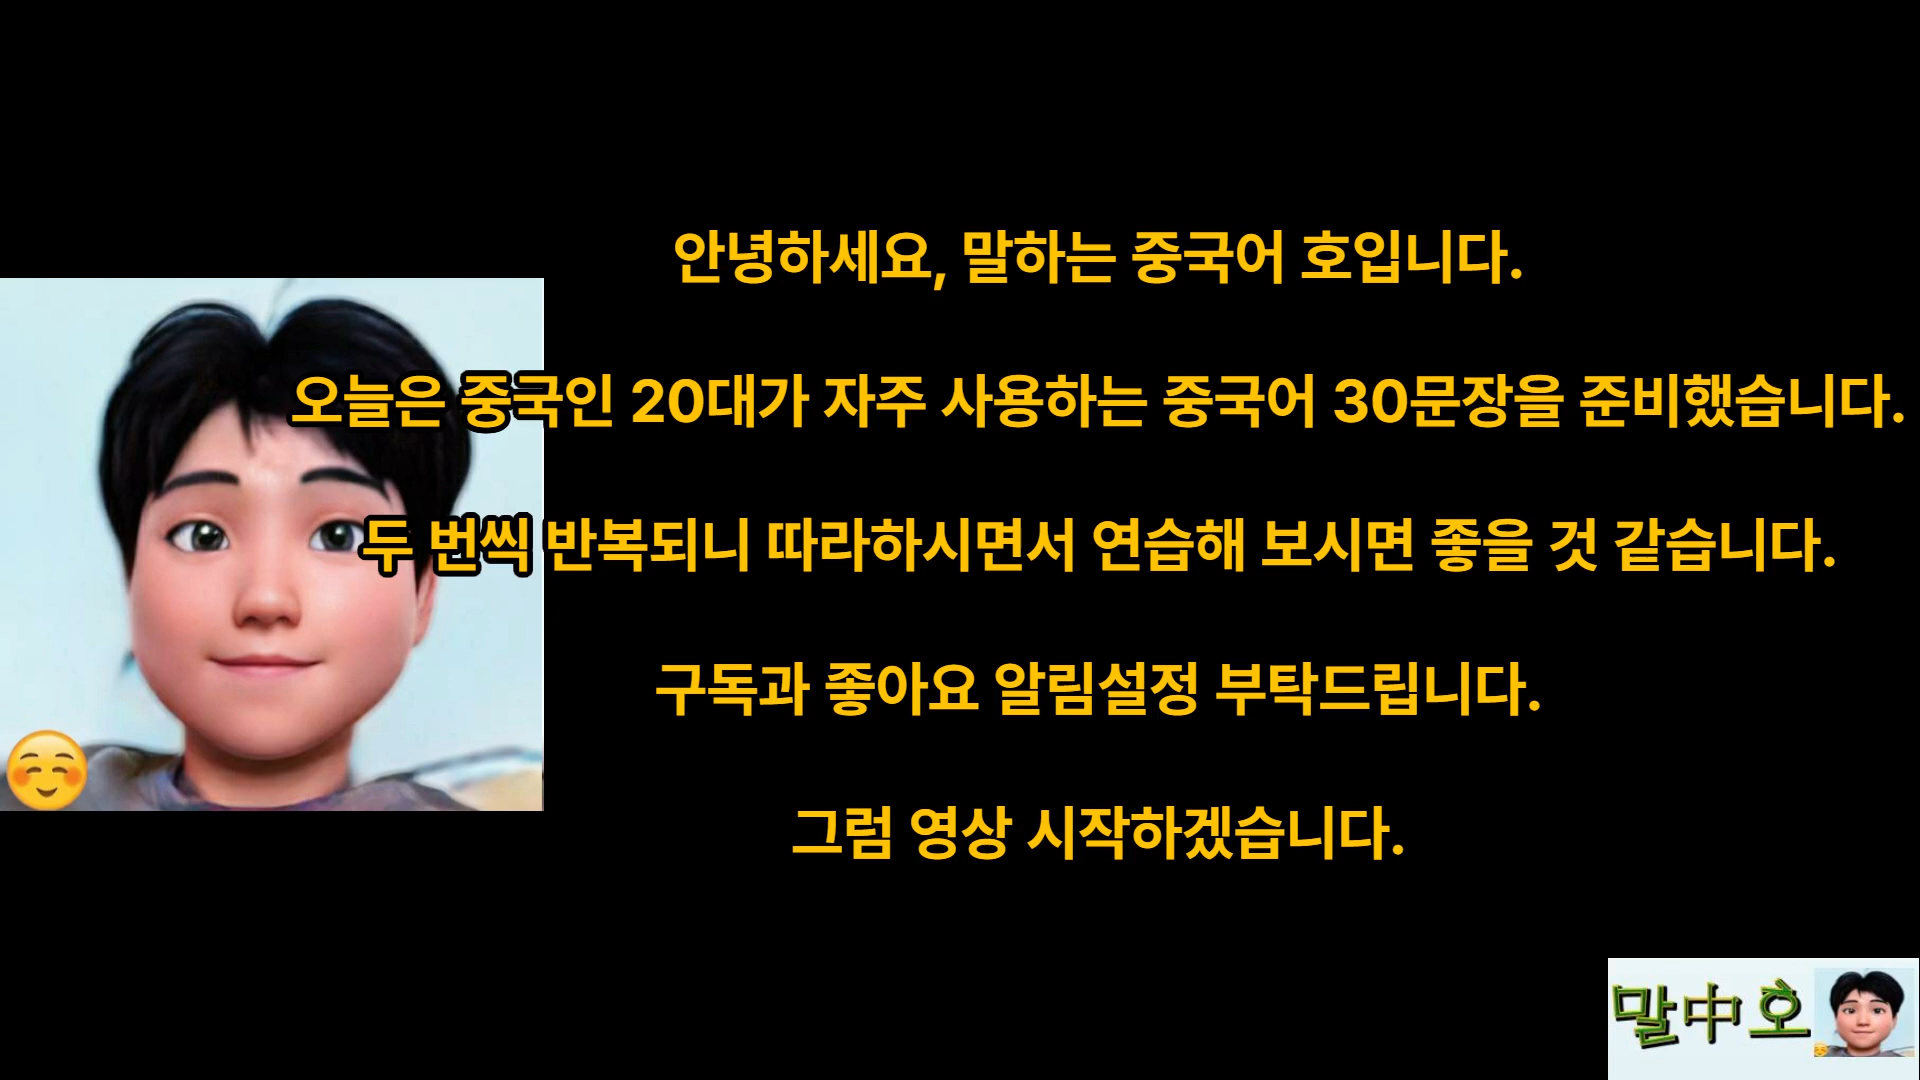 안녕하세요, 말하는 중국어 호입니다.
오늘은 중국인 20대가 자주 사용하는 중국어 30문장을 준비했습니다.
두 번씩 반복되니 따라하시면서 연습해 보시면 좋을 것 같습니다.
구독과 좋아요 알림설정 부탁드립니다.
그럼 영상 시작하겠습니다.
말中호